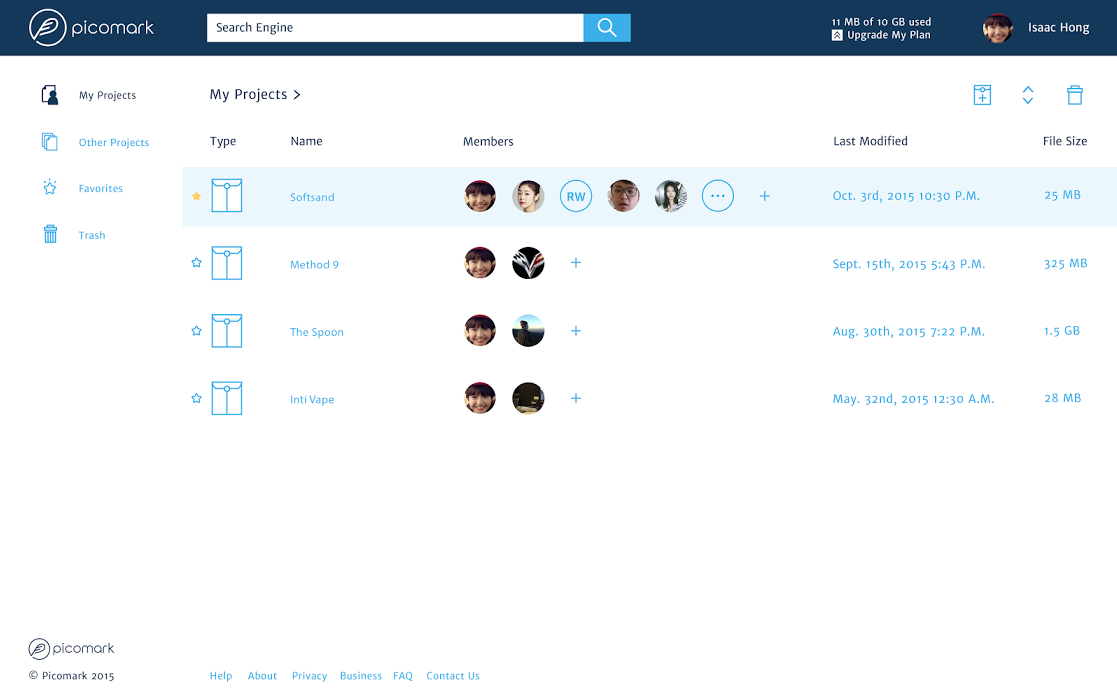 picomark
Search Engine
11 MB of 10 GB used
Upgrade My Plan
Isaac Hong
My Projects
Other Projects
Favorites
Trash
My Projects >
Type Name Members Last Modified File Size
Softsand RW ... + Oct. 3rd, 2015 10:30 P.M. 25 MB
Method 9 + Sept. 15th, 2015 5:43 P.M. 325 MB
The Spoon + Aug. 30th, 2015 7:22 P.M. 1.5 GB
Inti Vape + May. 32nd, 2015 12:30 A.M. 28 MB
picomark
© Picomark 2015
Help About Privacy Business FAQ Contact Us